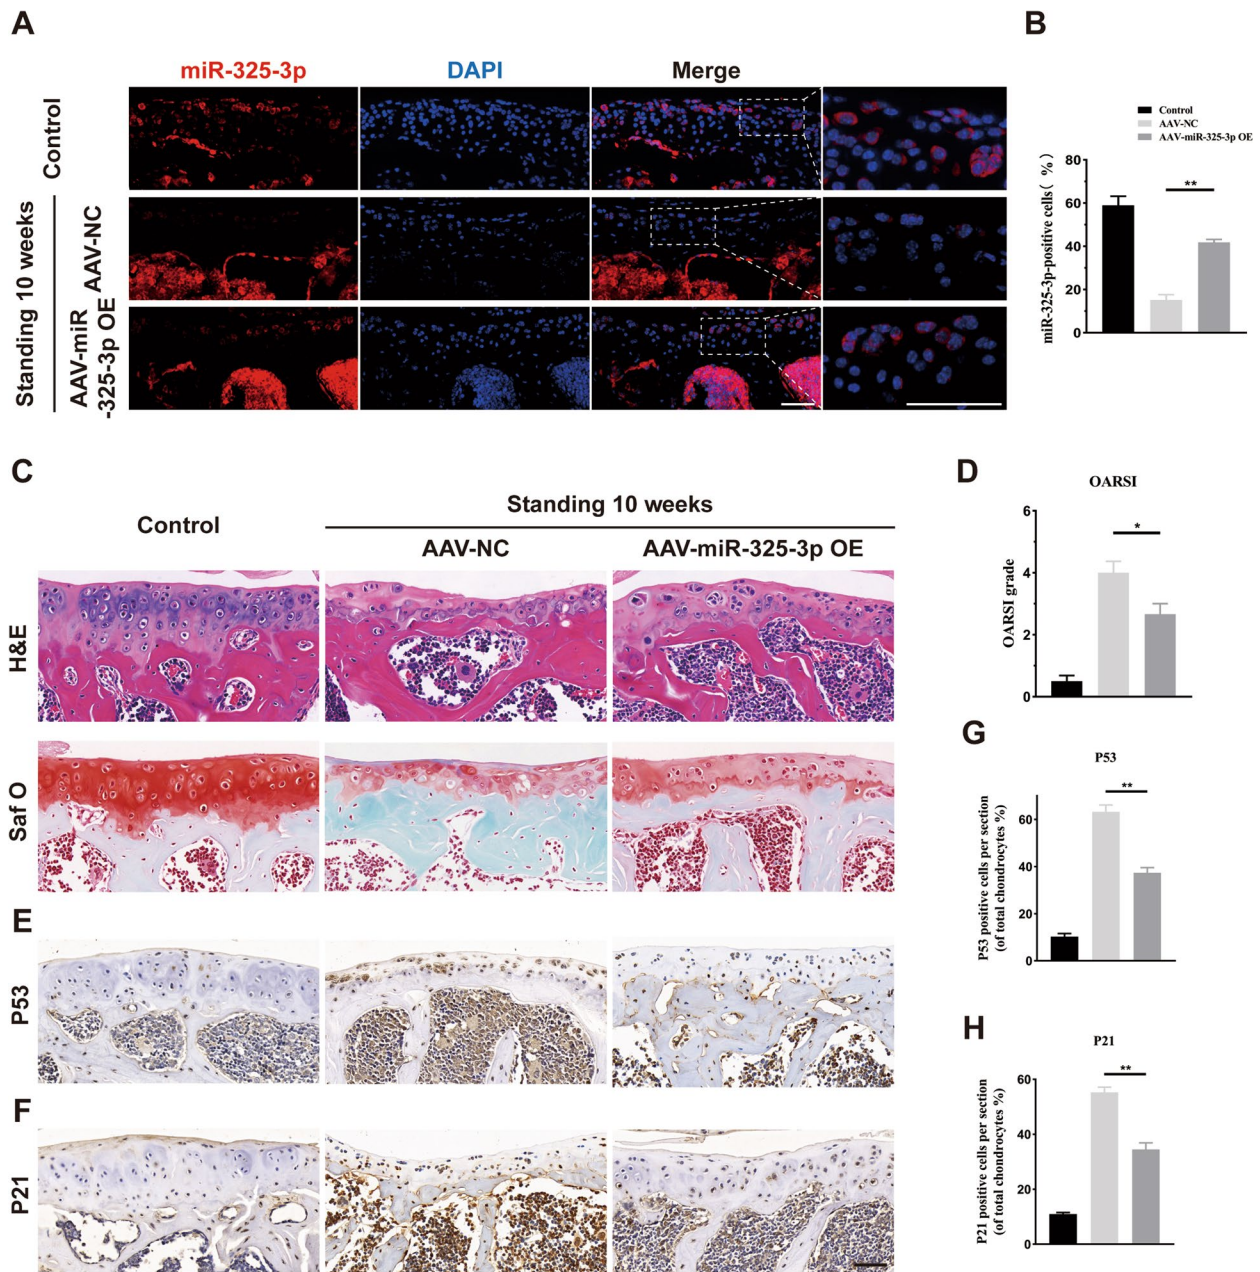 A
miR-325-3p
DAPI
Merge
Control
Standing 10 weeks
AAV-NC
AAV-miR
-325-3p OE
B
Control
AAV-NC
AAV-miR-325-3p OE
miR-325-3p-positive cells( %)
80
60
40
20
0
**
C
Control
Standing 10 weeks
AAV-NC
AAV-miR-325-3p OE
H&E
Saf O
D
OARSI
OARSI grade
6
4
2
0
*
E
P53
F
P21
G
P53
P53 positive cells per section
(of total chondrocytes %)
60
40
20
0
**
H
P21
P21 positive cells per section
(of total chondrocytes %)
60
40
20
0
**